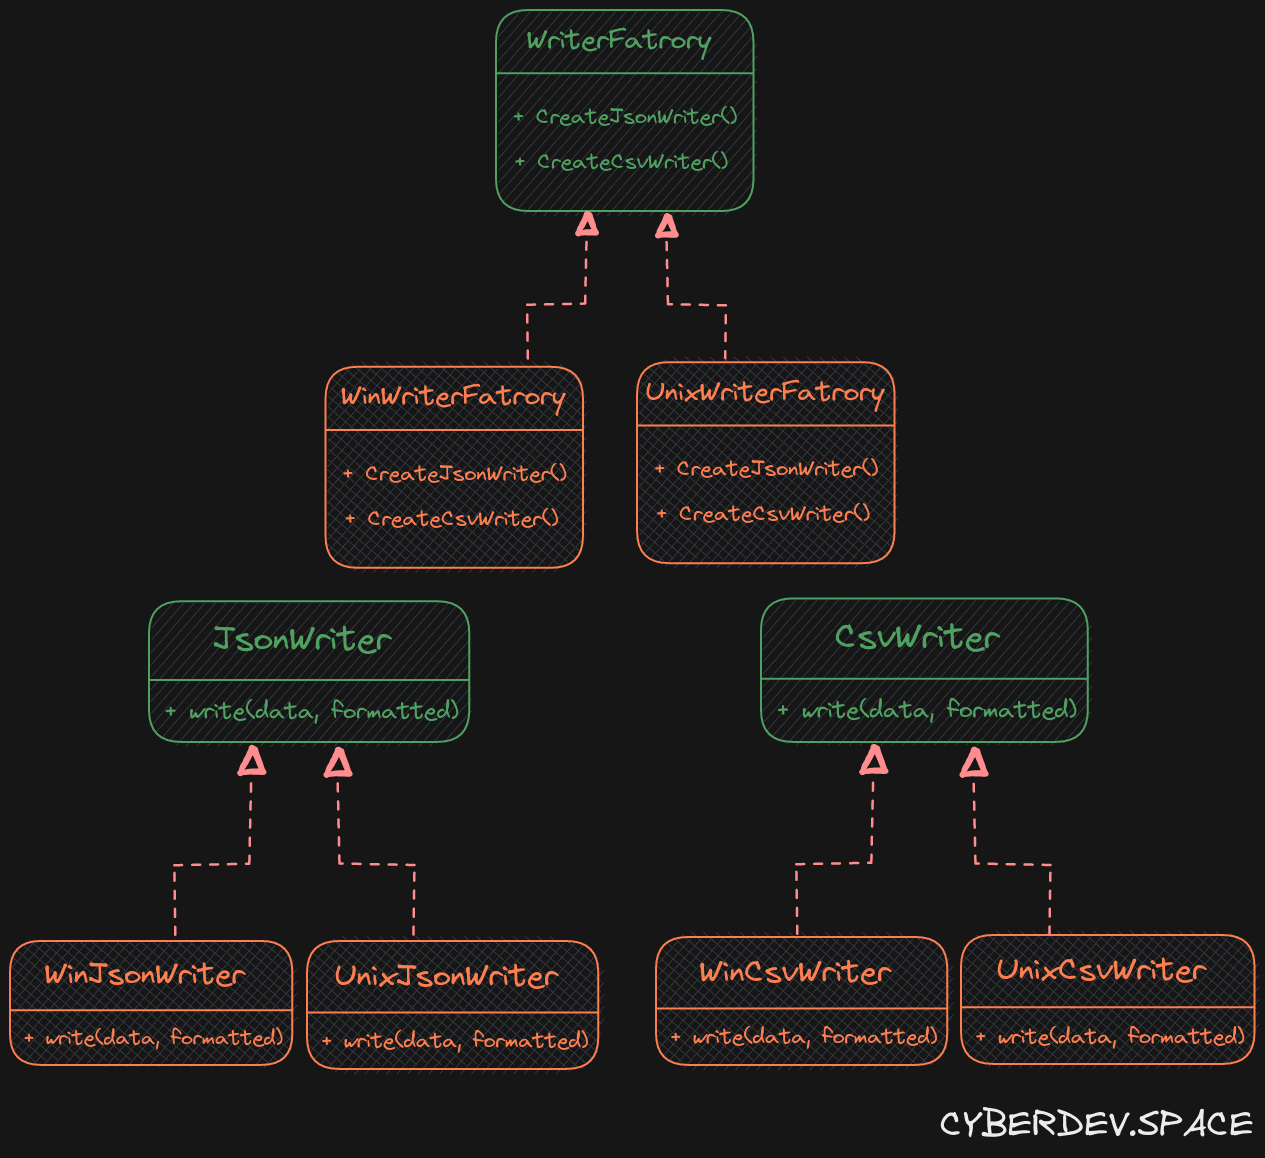 WriterFatrory
+ CreateJsonWriter()
+ CreateCsvWriter()
WinWriterFatrory
+ CreateJsonWriter()
+ CreateCsvWriter()
UnixWriterFatrory
+ CreateJsonWriter()
+ CreateCsvWriter()
JsonWriter
+ write(data, formatted)
CsvWriter
+ write(data, formatted)
WinJsonWriter
+ write(data, formatted)
UnixJsonWriter
+ write(data, formatted)
WinCsvWriter
+ write(data, formatted)
UnixCsvWriter
+ write(data, formatted)
CYBERDEV.SPACE